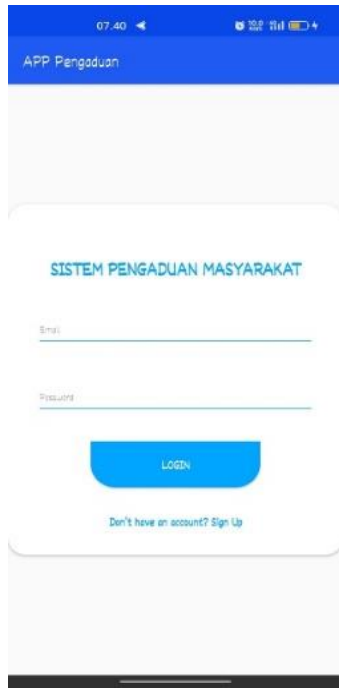 07.40
APP Pengaduan
SISTEM PENGADUAN MASYARAKAT
Email
Password
LOGIN
Don't have an account? Sign Up